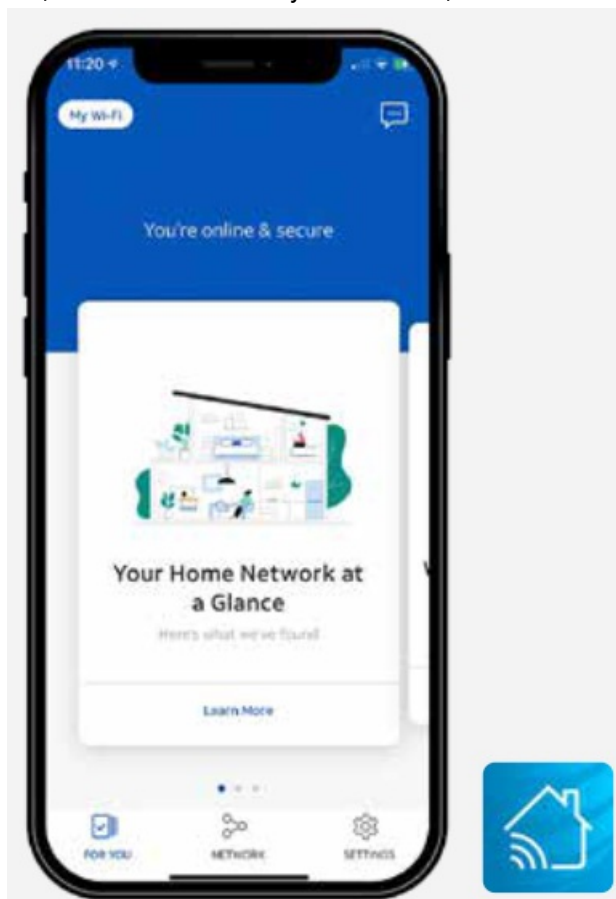 11:20
My Wi-Fi
You're online & secure
Your Home Network at
a Glance
Here's what we've found
Learn More
FOR YOU
NETWORK
SETTINGS